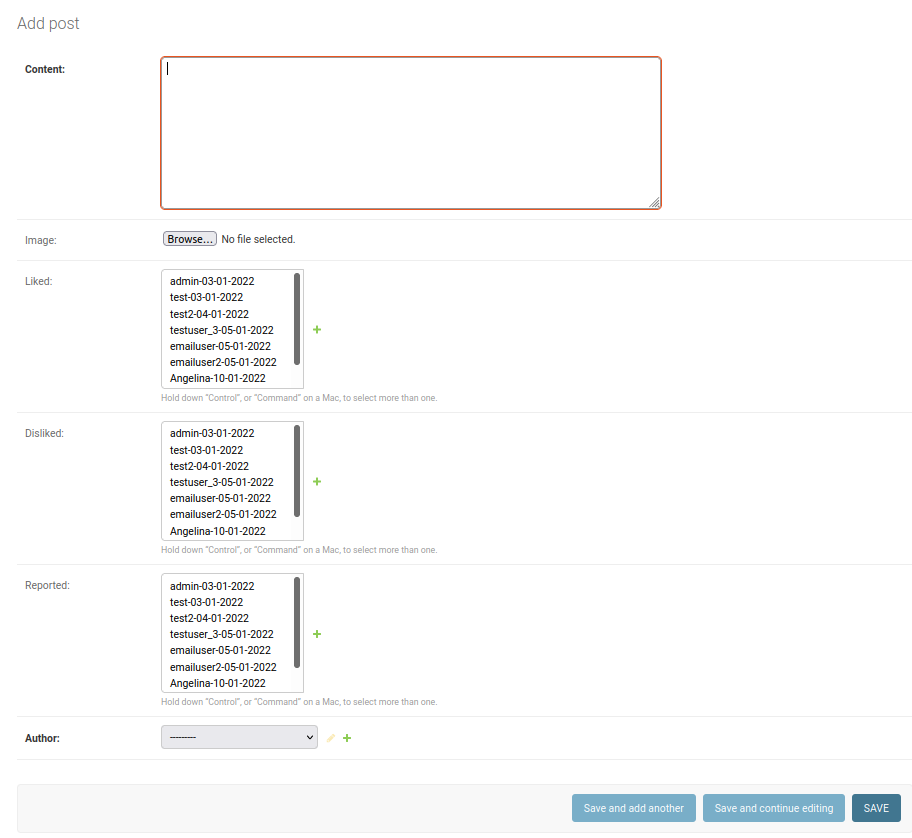 Add post
Content:
Image:
Browse... No file selected.
Liked:
admin-03-01-2022
test-03-01-2022
test2-04-01-2022
testuser_3-05-01-2022
emailuser-05-01-2022
emailuser2-05-01-2022
Angelina-10-01-2022
Hold down “Control”, or “Command” on a Mac, to select more than one.
Disliked:
admin-03-01-2022
test-03-01-2022
test2-04-01-2022
testuser_3-05-01-2022
emailuser-05-01-2022
emailuser2-05-01-2022
Angelina-10-01-2022
Hold down “Control”, or “Command” on a Mac, to select more than one.
Reported:
admin-03-01-2022
test-03-01-2022
test2-04-01-2022
testuser_3-05-01-2022
emailuser-05-01-2022
emailuser2-05-01-2022
Angelina-10-01-2022
Hold down “Control”, or “Command” on a Mac, to select more than one.
Author:
---------
Save and add another
Save and continue editing
SAVE